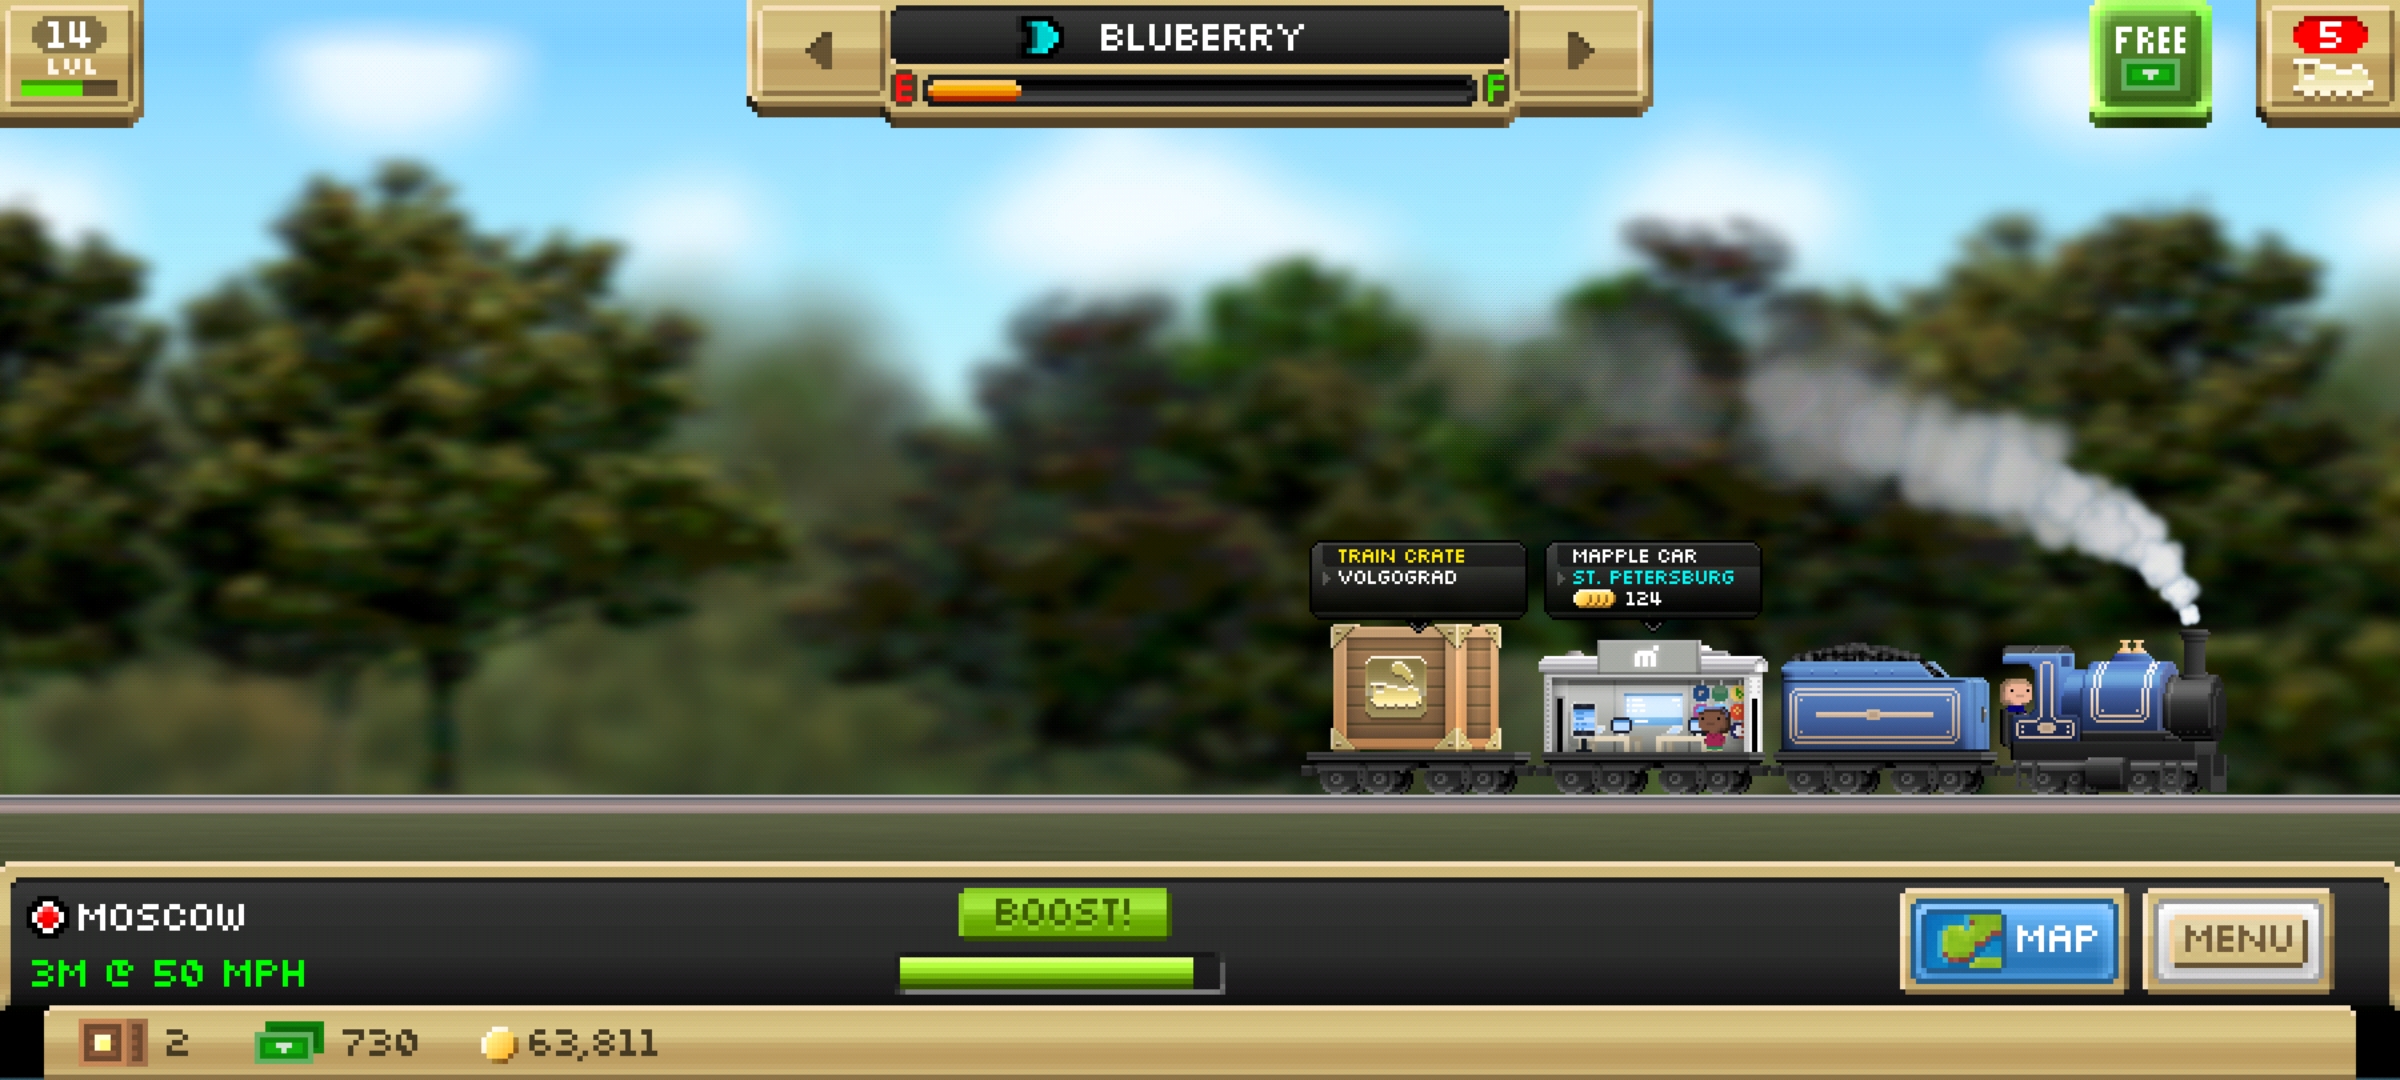 14
LVL
BLUBERRY
E F
FREE
5
TRAIN CRATE
VOLGOGRAD
MAPPLE CAR
ST. PETERSBURG
124
m
MOSCOW
3M @ 50 MPH
BOOST!
MAP
MENU
2
730
63,811